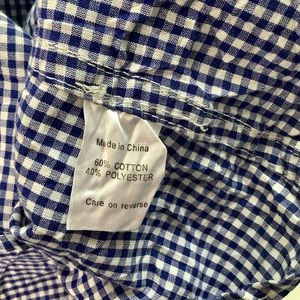 Made in China
60% COTTON
40% POLYESTER
Care on reverse